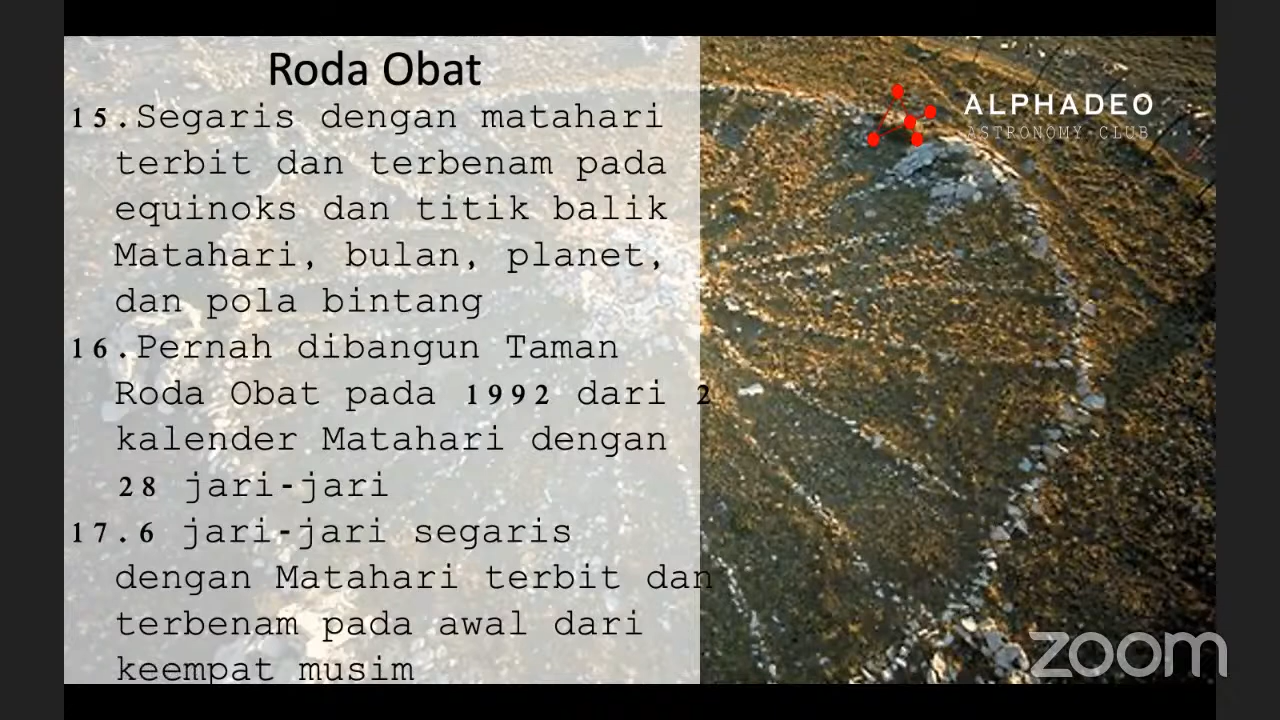 Roda Obat
15.Segaris dengan matahari
terbit dan terbenam pada
equinoks dan titik balik
Matahari, bulan, planet,
dan pola bintang
16.Pernah dibangun Taman
Roda Obat pada 1992 dari 2
kalender Matahari dengan
28 jari-jari
17.6 jari-jari segaris
dengan Matahari terbit dan
terbenam pada awal dari
keempat musim
ALPHADEO
ASTRONOMY CLUB
zoom